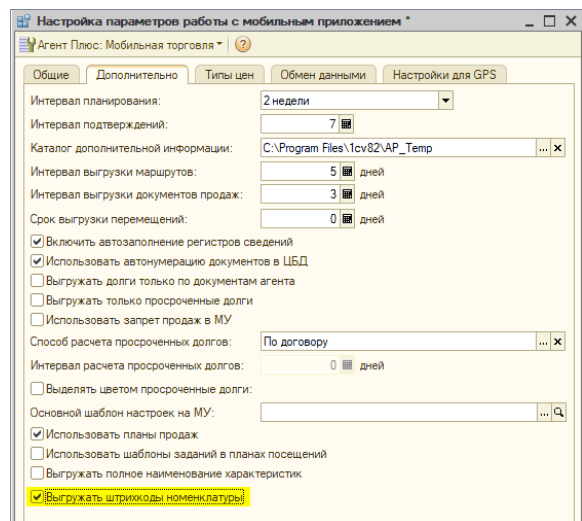 Настройка параметров работы с мобильным приложением *
Агент Плюс: Мобильная торговля
Общие Дополнительно Типы цен Обмен данными Настройки для GPS
Интервал планирования: 2 недели
Интервал подтверждений: 7
Каталог дополнительной информации: C:\Program Files\1cv82\AP_Temp ... x
Интервал выгрузки маршрутов: 5 дней
Интервал выгрузки документов продаж: 3 дней
Срок выгрузки перемещений: 0 дней
Включить автозаполнение регистров сведений
Использовать автонумерацию документов в ЦБД
Выгружать долги только по документам агента
Выгружать только просроченные долги
Использовать запрет продаж в МУ
Способ расчета просроченных долгов: По договору ... x
Интервал расчета просроченных долгов: 0 дней
Выделять цветом просроченные долги:
Основной шаблон настроек на МУ: ...
Использовать планы продаж
Использовать шаблоны заданий в планах посещений
Выгружать полное наименование характеристик
Выгружать штрихкоды номенклатуры